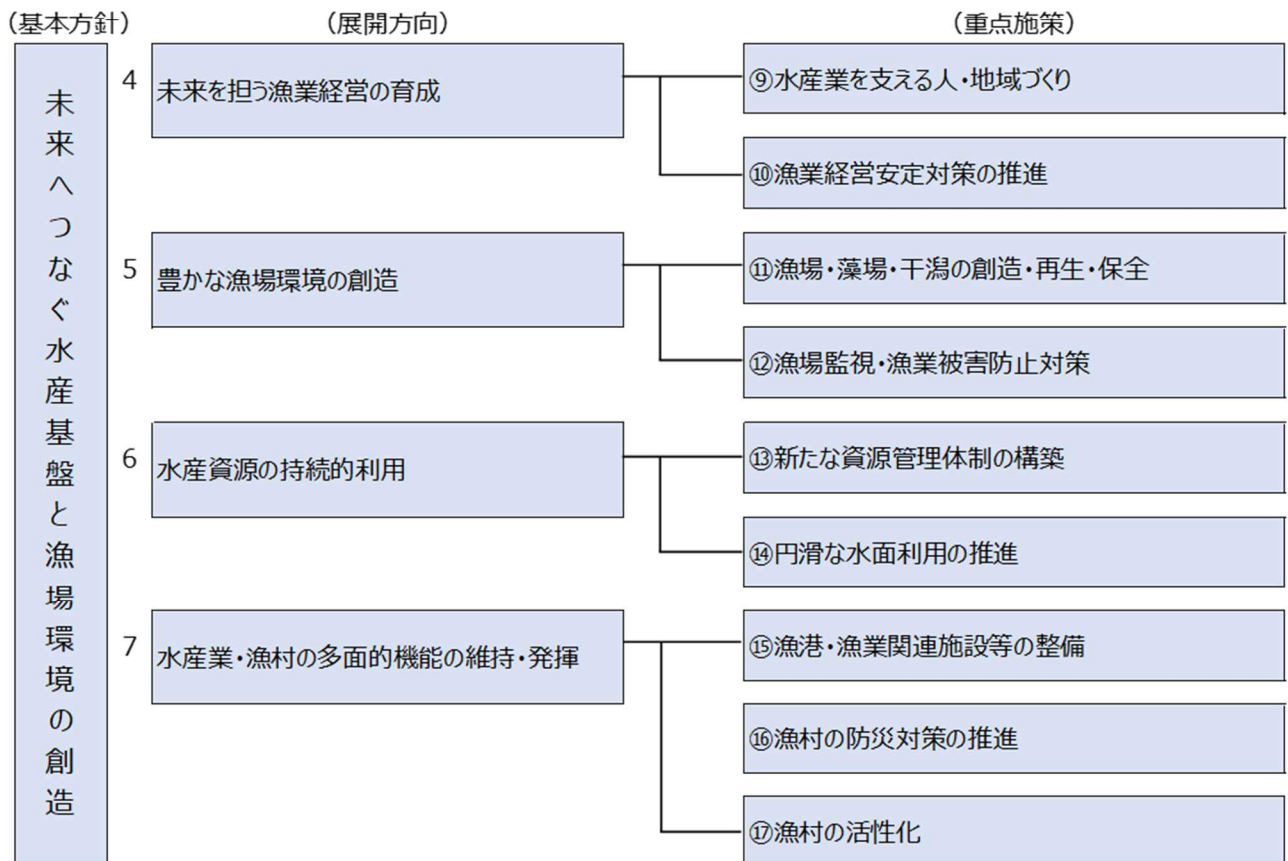 （基本方針）
（展開方向）
（重点施策）
未来へつなぐ水産基盤と漁場環境の創造
4
未来を担う漁業経営の育成
⑨水産業を支える人・地域づくり
⑩漁業経営安定対策の推進
5
豊かな漁場環境の創造
⑪漁場・藻場・干潟の創造・再生・保全
⑫漁場監視・漁業被害防止対策
6
水産資源の持続的利用
⑬新たな資源管理体制の構築
⑭円滑な水面利用の推進
7
水産業・漁村の多面的機能の維持・発揮
⑮漁港・漁業関連施設等の整備
⑯漁村の防災対策の推進
⑰漁村の活性化